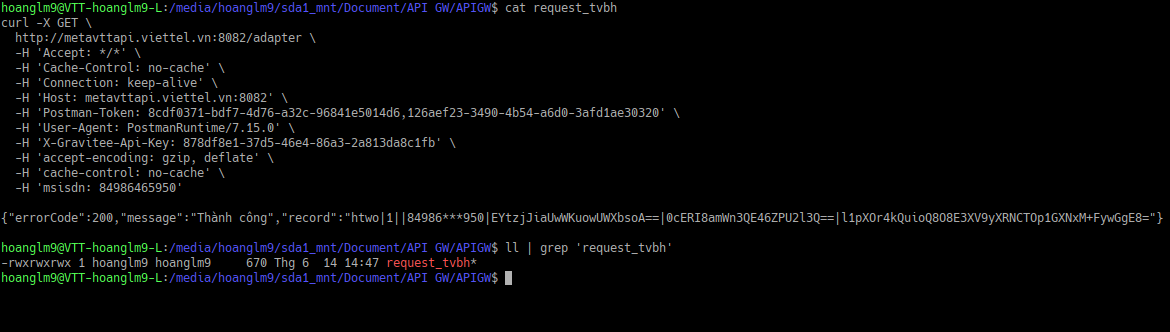 hoanglm9@VTT-hoanglm9-L:/media/hoanglm9/sda1_mnt/Document/API GW/APIGW$ cat request_tvbh
curl -X GET \
  http://metavttapi.viettel.vn:8082/adapter \
  -H 'Accept: */*' \
  -H 'Cache-Control: no-cache' \
  -H 'Connection: keep-alive' \
  -H 'Host: metavttapi.viettel.vn:8082' \
  -H 'Postman-Token: 8cdf0371-bdf7-4d76-a32c-96841e5014d6,126aef23-3490-4b54-a6d0-3afd1ae30320' \
  -H 'User-Agent: PostmanRuntime/7.15.0' \
  -H 'X-Gravitee-Api-Key: 878df8e1-37d5-46e4-86a3-2a813da8c1fb' \
  -H 'accept-encoding: gzip, deflate' \
  -H 'cache-control: no-cache' \
  -H 'msisdn: 84986465950'
{"errorCode":200,"message":"Thành công","record":"htwo|1||84986***950|EYtzjJiaUwWKuowUWXbsoA==|0cERI8amWn3QE46ZPU2l3Q==|l1pXOr4kQuioQ8O8E3XV9yXRNCTOp1GXNxM+FywGgE8="}
hoanglm9@VTT-hoanglm9-L:/media/hoanglm9/sda1_mnt/Document/API GW/APIGW$ ll | grep 'request_tvbh'
-rwxrwxrwx 1 hoanglm9 hoanglm9     670 Thg 6  14 14:47 request_tvbh*
hoanglm9@VTT-hoanglm9-L:/media/hoanglm9/sda1_mnt/Document/API GW/APIGW$